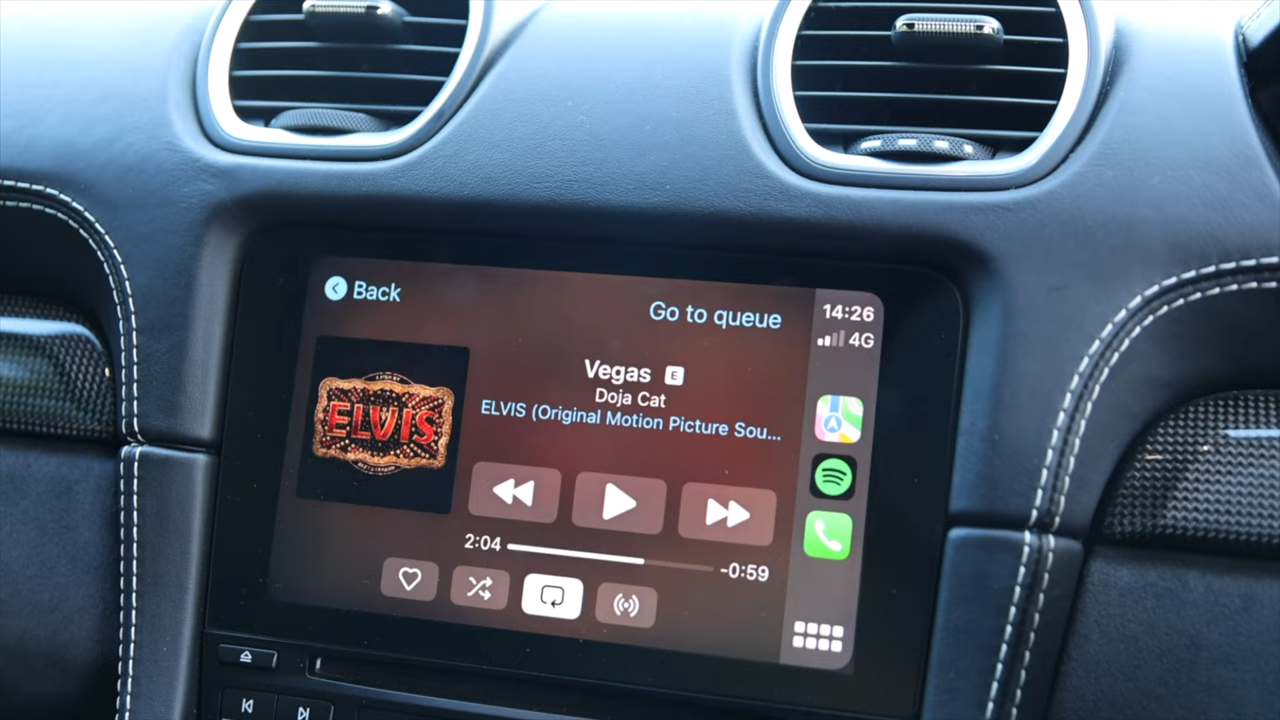 Back
Go to queue
14:26
4G
Vegas E
Doja Cat
ELVIS (Original Motion Picture Sou...
ELVIS
2:04
-0:59